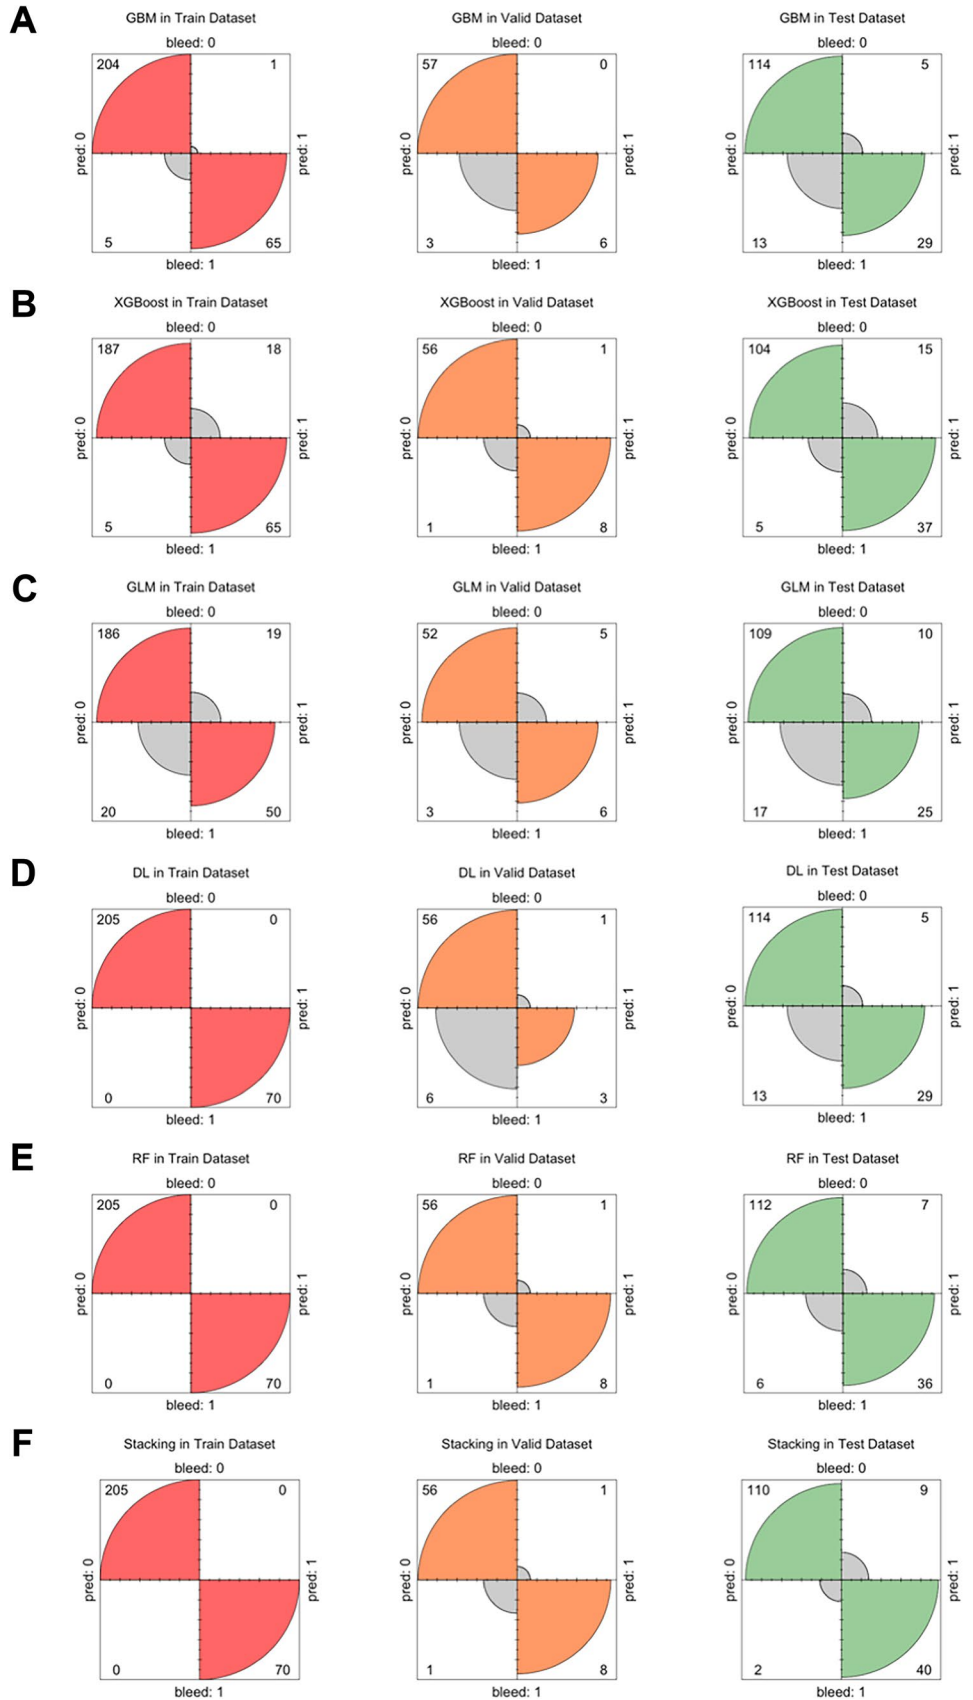 A
GBM in Train Dataset
bleed: 0
204 1
pred: 0
pred: 1
5 65
bleed: 1
GBM in Valid Dataset
bleed: 0
57 0
3 6
bleed: 1
pred: 1
GBM in Test Dataset
bleed: 0
114 5
pred: 0
pred: 1
13 29
bleed: 1
B
XGBoost in Train Dataset
bleed: 0
187 18
pred: 0
pred: 1
5 65
bleed: 1
XGBoost in Valid Dataset
bleed: 0
56 1
pred: 0
pred: 1
1 8
bleed: 1
XGBoost in Test Dataset
bleed: 0
104 15
pred: 0
pred: 1
5 37
bleed: 1
C
GLM in Train Dataset
bleed: 0
186 19
pred: 0
pred: 1
20 50
bleed: 1
GLM in Valid Dataset
bleed: 0
52 5
pred: 0
pred: 1
3 6
bleed: 1
GLM in Test Dataset
bleed: 0
109 10
pred: 0
pred: 1
17 25
bleed: 1
D
DL in Train Dataset
bleed: 0
205 0
pred: 0
pred: 1
0 70
bleed: 1
DL in Valid Dataset
bleed: 0
56 1
pred: 0
pred: 1
6 3
bleed: 1
DL in Test Dataset
bleed: 0
114 5
pred: 0
pred: 1
13 29
bleed: 1
E
RF in Train Dataset
bleed: 0
205 0
pred: 0
pred: 1
0 70
bleed: 1
RF in Valid Dataset
bleed: 0
56 1
pred: 0
pred: 1
1 8
bleed: 1
RF in Test Dataset
bleed: 0
112 7
pred: 0
pred: 1
6 36
bleed: 1
F
Stacking in Train Dataset
bleed: 0
205 0
pred: 0
pred: 1
0 70
bleed: 1
Stacking in Valid Dataset
bleed: 0
56 1
pred: 0
pred: 1
1 8
bleed: 1
Stacking in Test Dataset
bleed: 0
110 9
pred: 0
pred: 1
2 40
bleed: 1